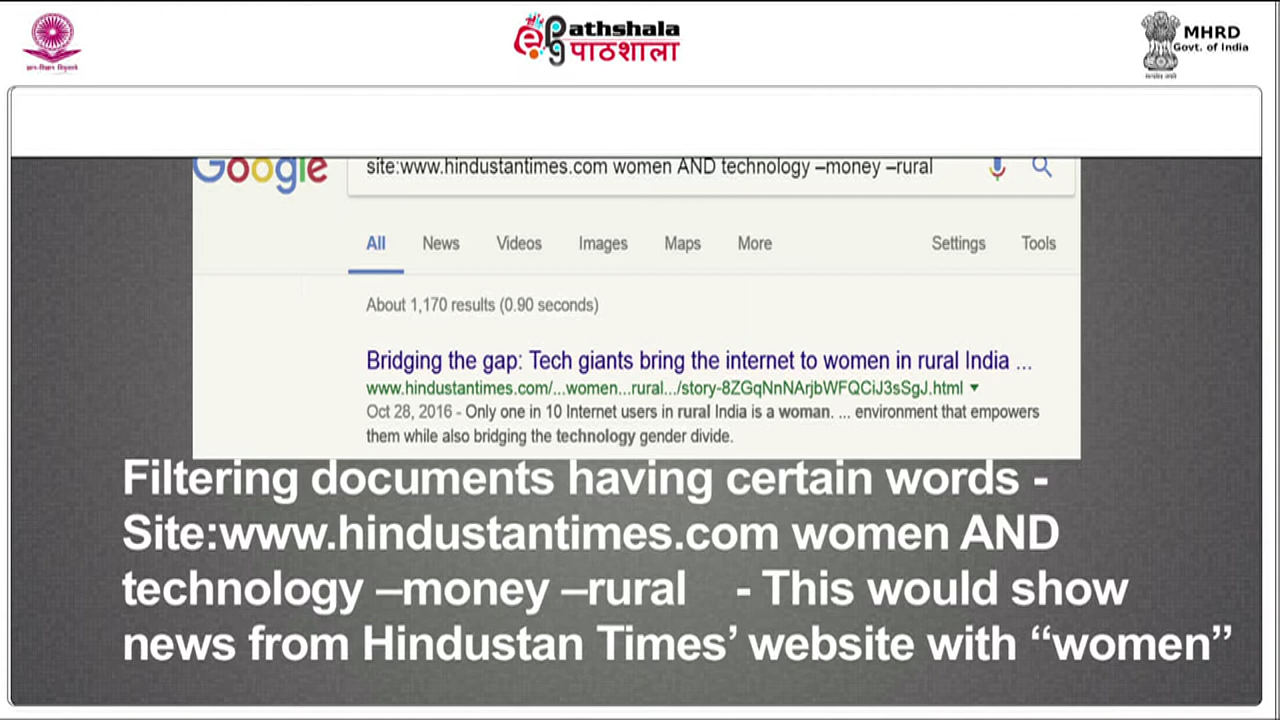 Pathshala
पाठशाला
MHRD
Govt. of India
Google
site:www.hindustantimes.com women AND technology –money –rural
All News Videos Images Maps More Settings Tools
About 1,170 results (0.90 seconds)
Bridging the gap: Tech giants bring the internet to women in rural India ...
www.hindustantimes.com/...women...rural.../story-8ZGqNnNArjbWFQCiJ3sSgJ.html
Oct 28, 2016 - Only one in 10 Internet users in rural India is a woman. ... environment that empowers
them while also bridging the technology gender divide.
Filtering documents having certain words -
Site:www.hindustantimes.com women AND
technology –money –rural - This would show
news from Hindustan Times’ website with “women”